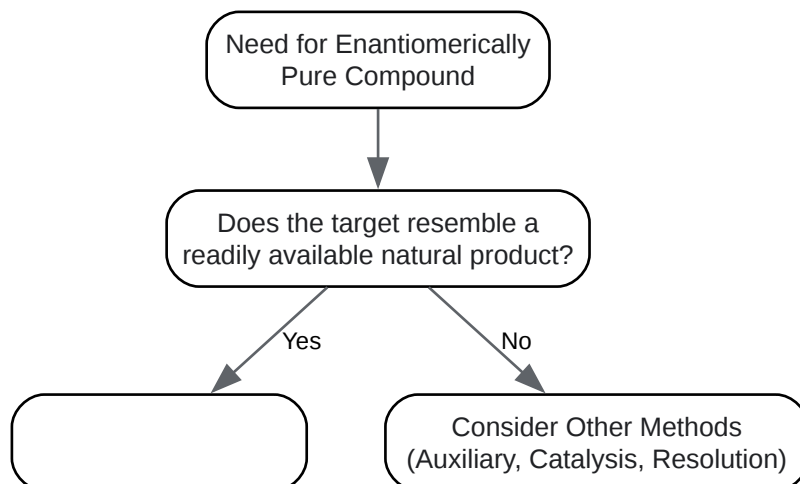 Need for Enantiomerically
Pure Compound
Does the target resemble a
readily available natural product?
Yes
No
Consider Other Methods
(Auxiliary, Catalysis, Resolution)